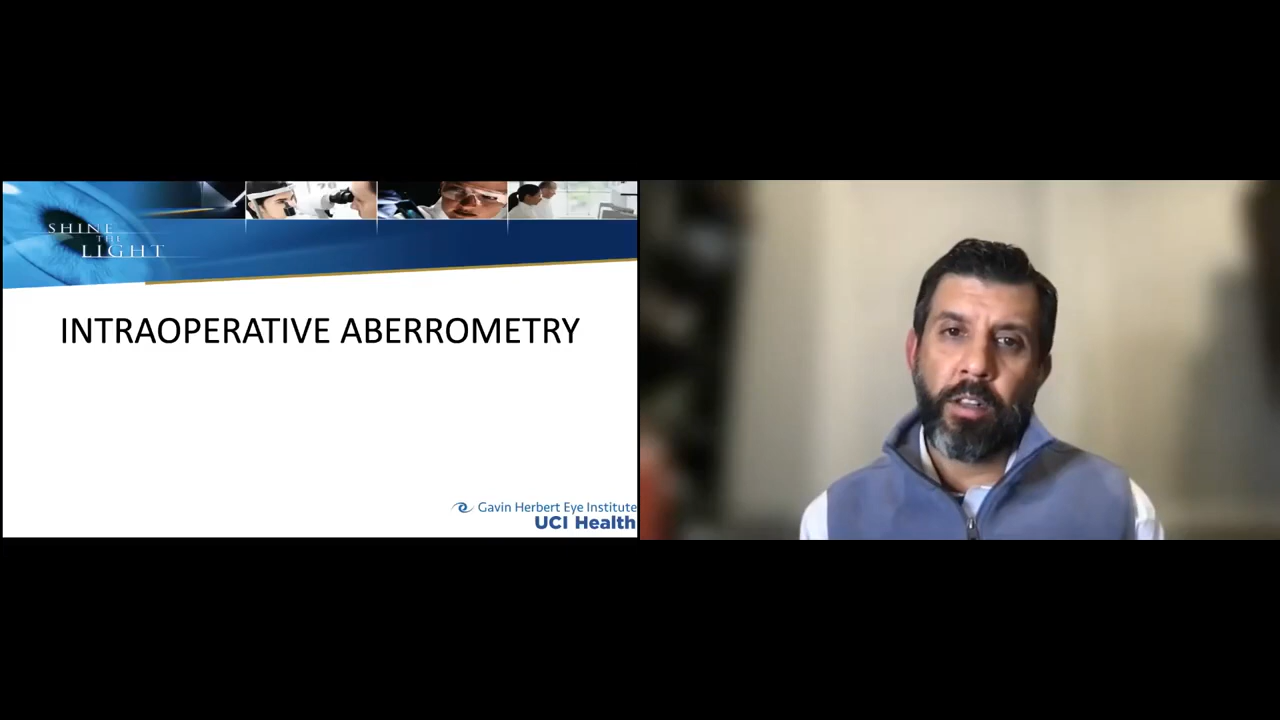 SHINE
THE
LIGHT
INTRAOPERATIVE ABERROMETRY
Gavin Herbert Eye Institute
UCI Health